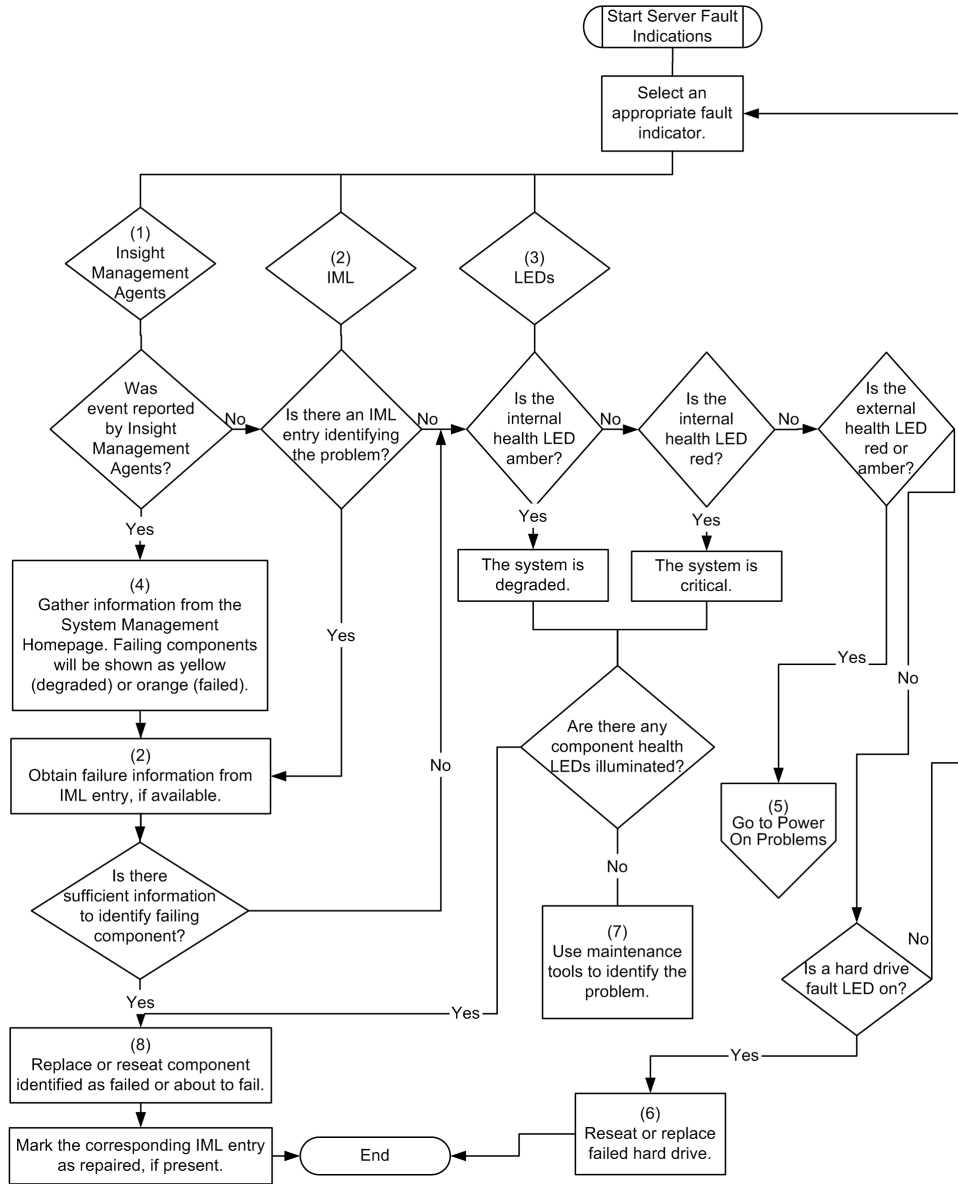 Start Server Fault
Indications
Select an
appropriate fault
indicator.
(1)
Insight
Management
Agents
(2)
IML
(3)
LEDs
Was
event reported
by Insight
Management
Agents?
No
Is there an IML
entry identifying
the problem?
No
Is the
internal
health LED
amber?
No
Is the
internal
health LED
red?
No
Is the
external
health LED
red or
amber?
Yes
Yes
Yes
(4)
Gather information from the
System Management
Homepage. Failing components
will be shown as yellow
(degraded) or orange (failed).
The system is
degraded.
The system is
critical.
Yes
Yes
No
(2)
Obtain failure information from
IML entry, if available.
No
Are there any
component health
LEDs illuminated?
(5)
Go to Power
On Problems
No
Is there
sufficient information
to identify failing
component?
(7)
Use maintenance
tools to identify the
problem.
No
Is a hard drive
fault LED on?
Yes
Yes
(8)
Replace or reseat component
identified as failed or about to fail.
Yes
(6)
Reseat or replace
failed hard drive.
Mark the corresponding IML entry
as repaired, if present.
End